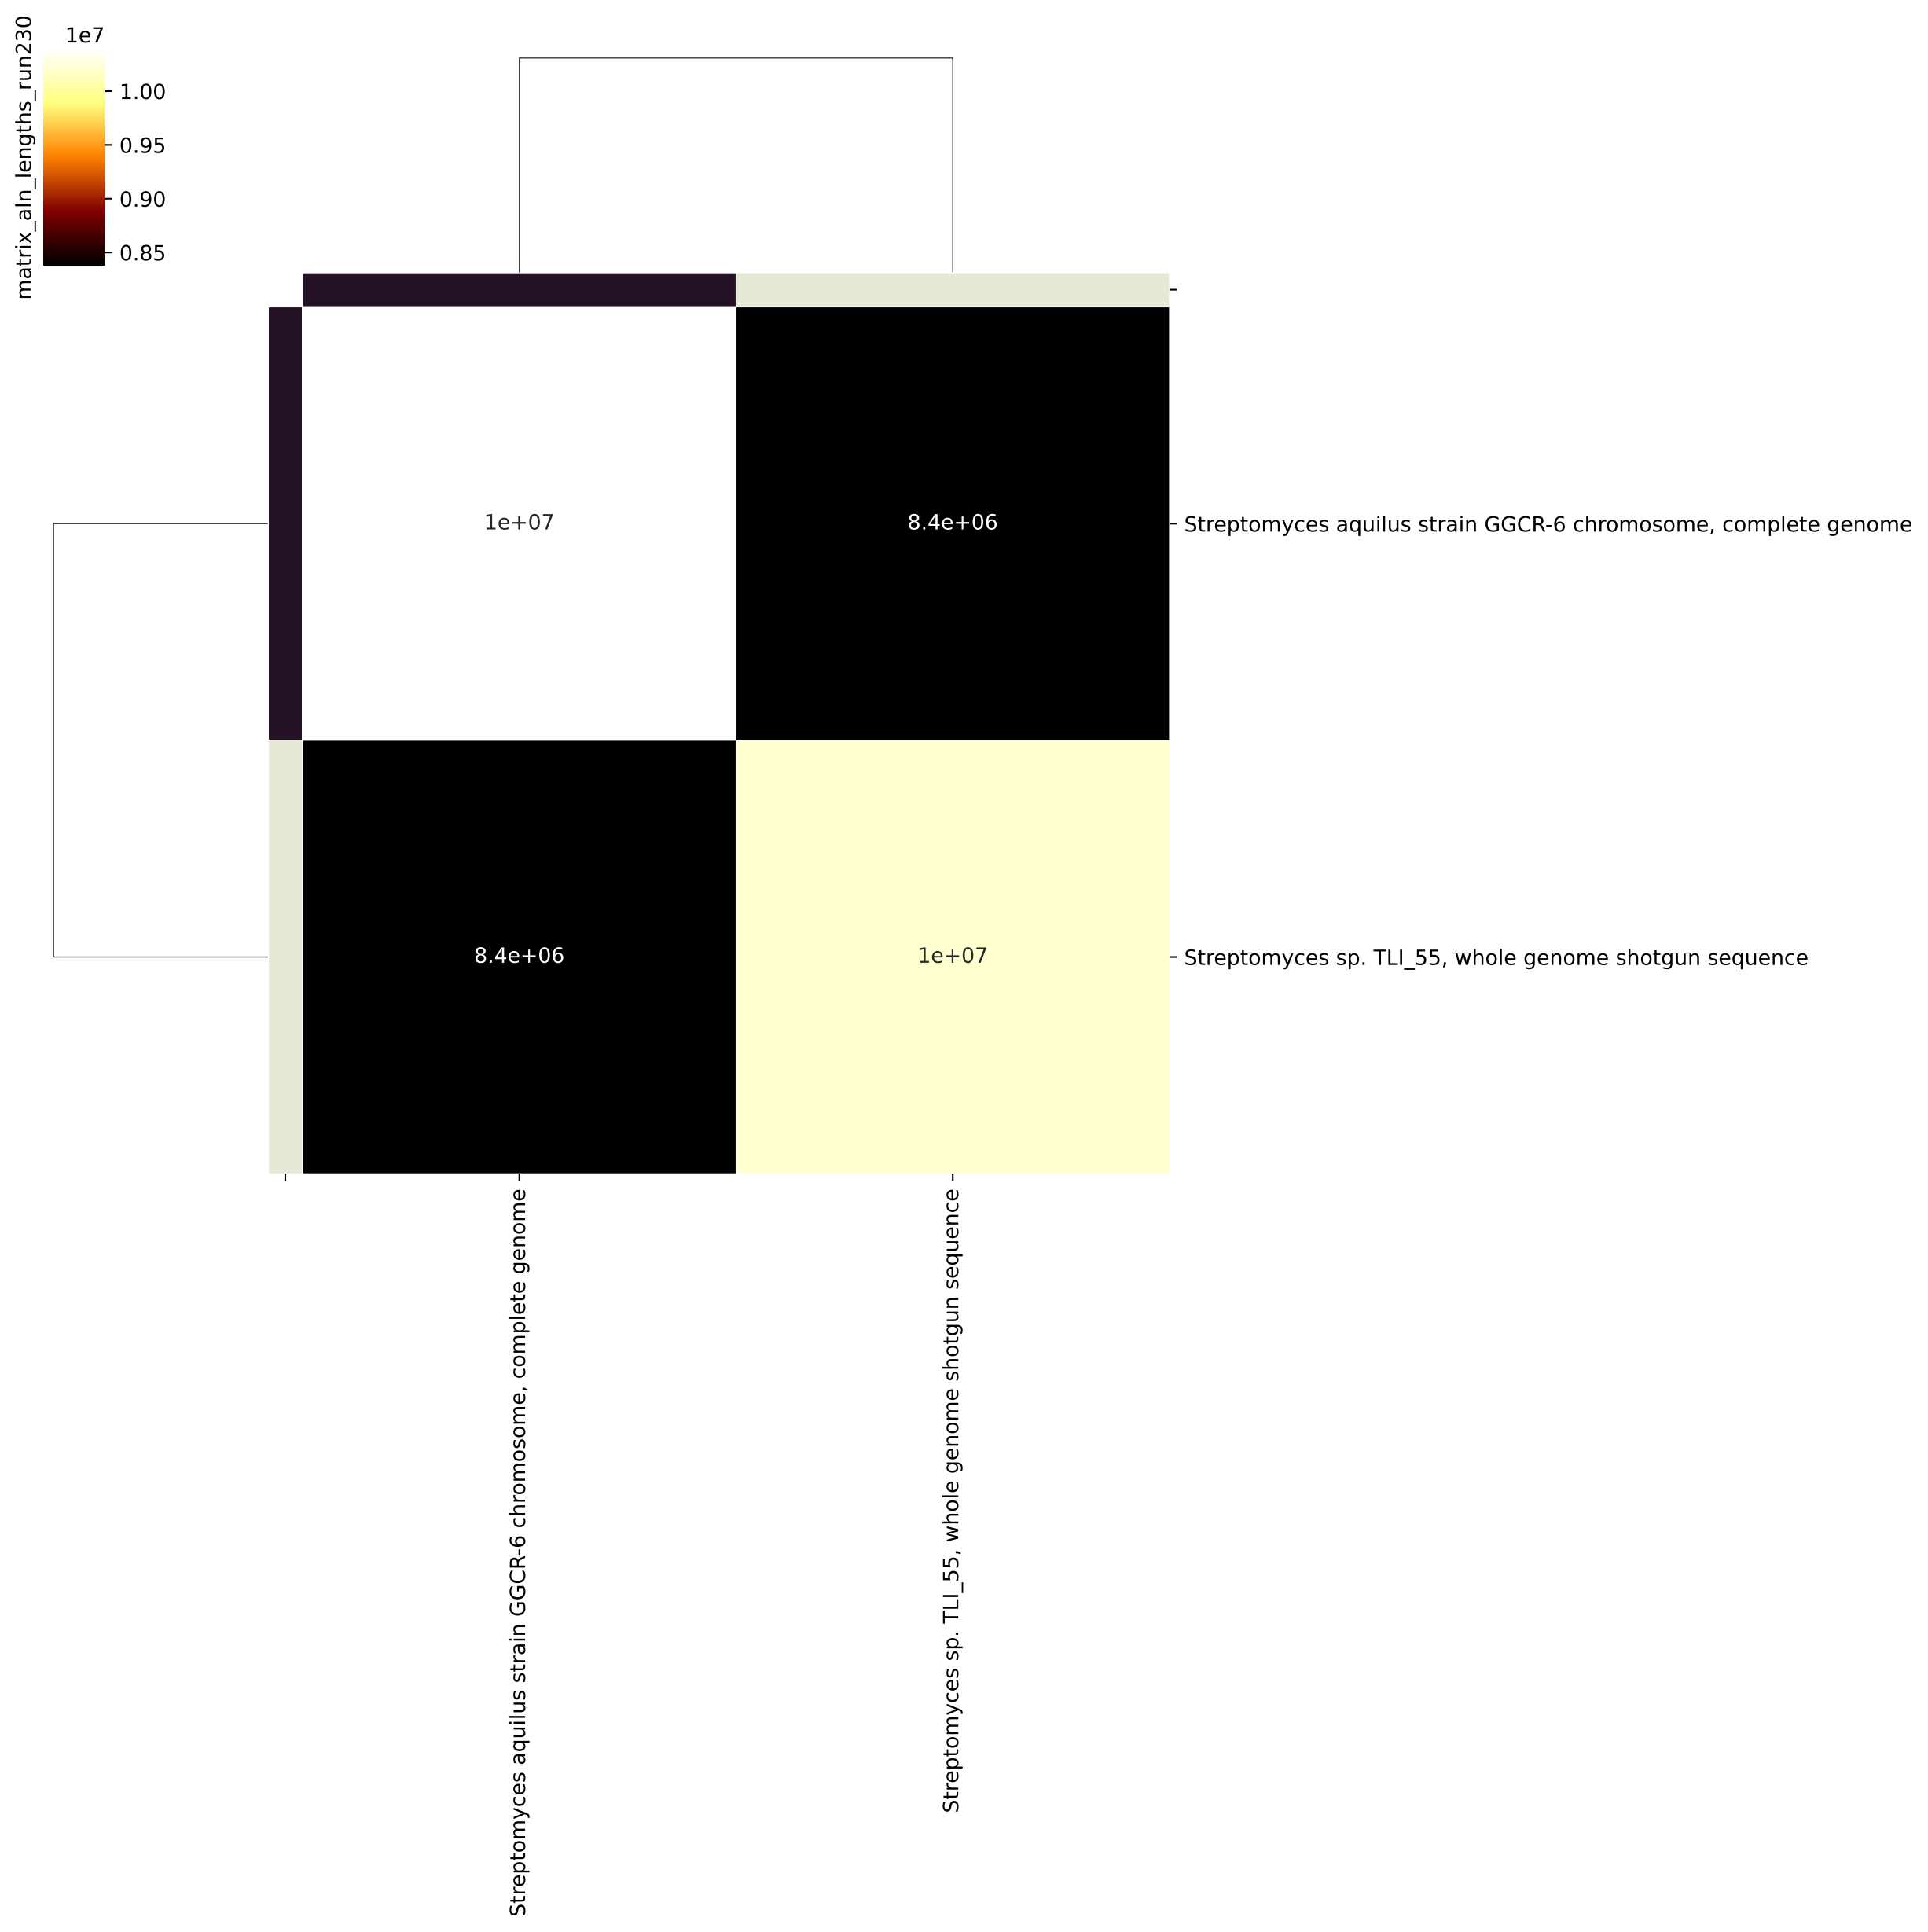 matrix_aln_lengths_run230
1e7
1.00
0.95
0.90
0.85
1e+07
8.4e+06
Streptomyces aquilus strain GGCR-6 chromosome, complete genome
8.4e+06
1e+07
Streptomyces sp. TLI_55, whole genome shotgun sequence
Streptomyces aquilus strain GGCR-6 chromosome, complete genome
Streptomyces sp. TLI_55, whole genome shotgun sequence